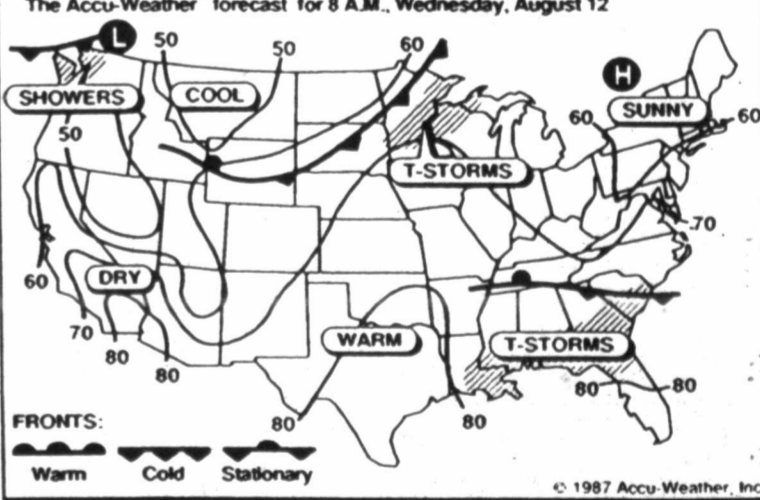 The Accu-Weather forecast for 8 A.M., Wednesday, August 12
L
50
50
60
H
SHOWERS
COOL
SUNNY
60
60
50
T-STORMS
70
60
DRY
70
80
80
WARM
T-STORMS
80
80
80
80
FRONTS:
Warm
Cold
Stationary
© 1987 Accu-Weather, Inc